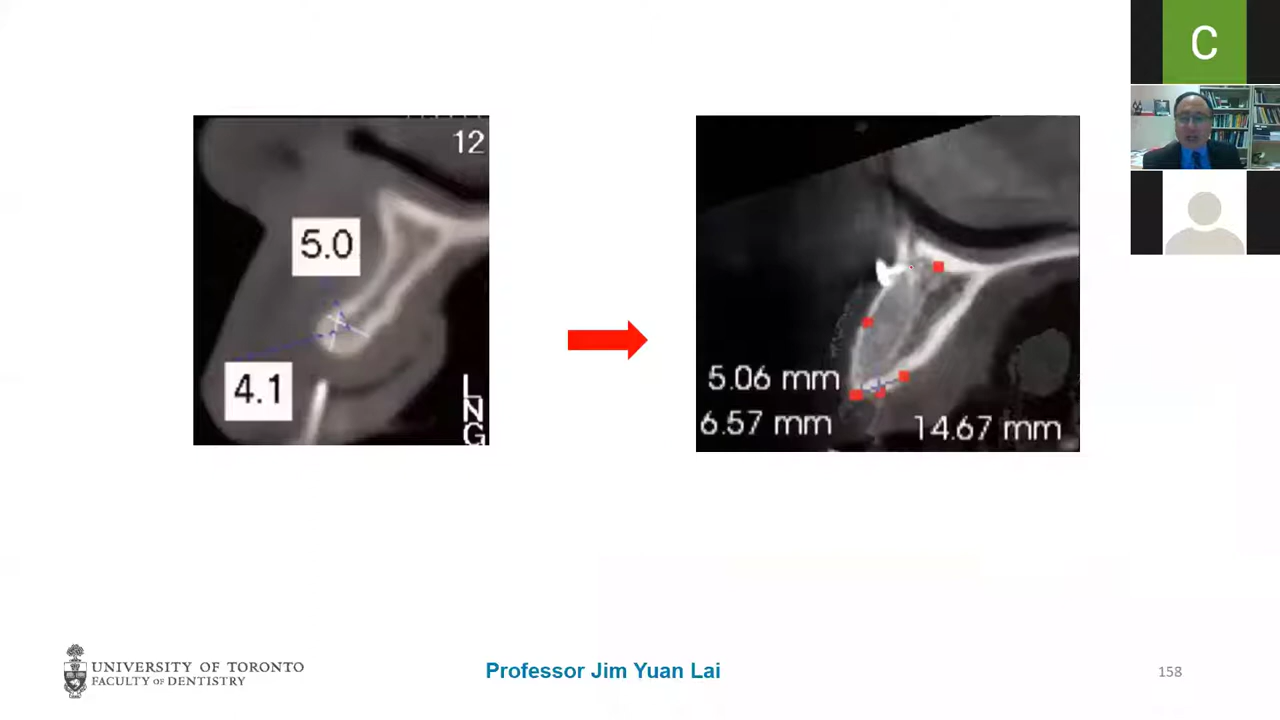 12
5.0
4.1
LNG
5.06 mm
6.57 mm
14.67 mm
C
UNIVERSITY OF TORONTO
FACULTY OF DENTISTRY
Professor Jim Yuan Lai
158